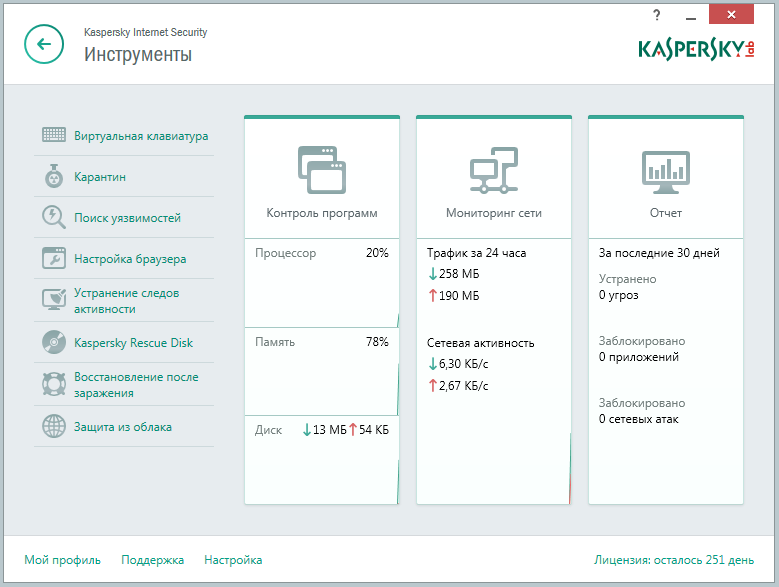 Kaspersky Internet Security
Инструменты
?
KASPERSKY lab
Виртуальная клавиатура
Карантин
Поиск уязвимостей
Настройка браузера
Устранение следов
активности
Kaspersky Rescue Disk
Восстановление после
заражения
Защита из облака
Контроль программ
Процессор 20%
Память 78%
Диск ↓13 МБ ↑54 КБ
Мониторинг сети
Трафик за 24 часа
↓258 МБ
↑190 МБ
Сетевая активность
↓6,30 КБ/с
↑2,67 КБ/с
Отчет
За последние 30 дней
Устранено
0 угроз
Заблокировано
0 приложений
Заблокировано
0 сетевых атак
Мой профиль Поддержка Настройка Лицензия: осталось 251 день